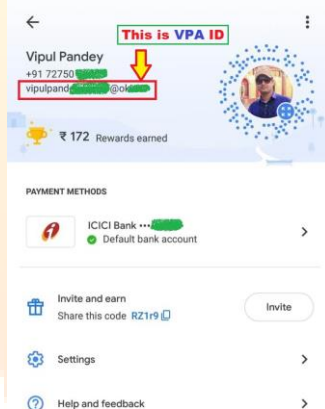 This is VPA ID
Vipul Pandey
+91 72750
vipulpand @ok
₹ 172 Rewards earned
PAYMENT METHODS
ICICI Bank •••
Default bank account
Invite and earn
Share this code RZ1r9
Invite
Settings
Help and feedback